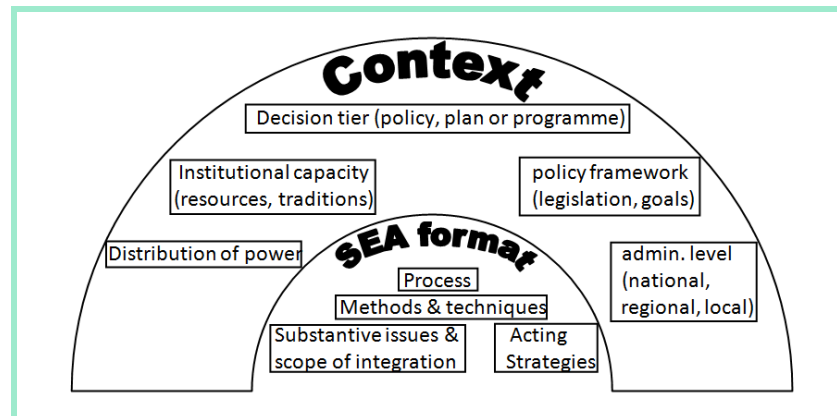 Context
Decision tier (policy, plan or programme)
Institutional capacity
(resources, traditions)
policy framework
(legislation, goals)
Distribution of power
admin. level
(national,
regional, local)
SEA format
Process
Methods & techniques
Substantive issues &
scope of integration
Acting
Strategies